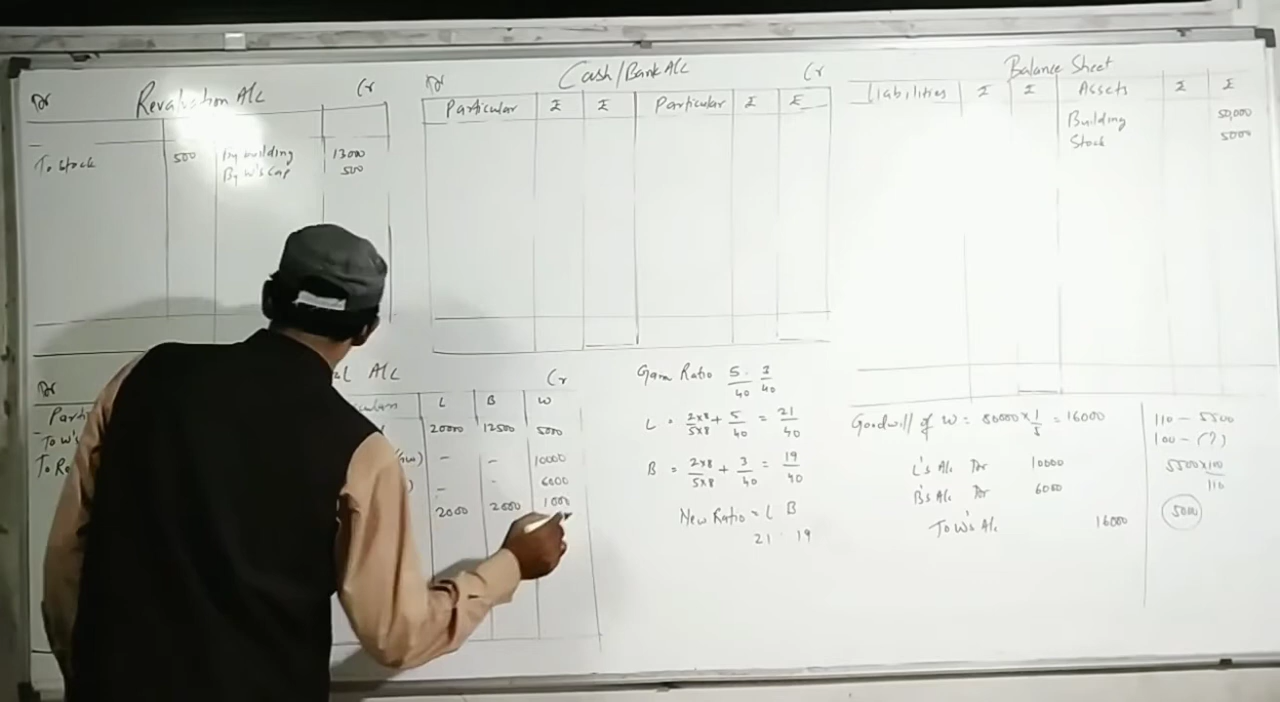 Dr Revaluation A/c Cr
To Stock 500 By building 13000
By W's Cap 500
Dr Cash/Bank A/c Cr
Particular ₹ ₹ Particular ₹ ₹
Balance Sheet
Liabilities ₹ ₹ Assets ₹ ₹
Building 50,000
Stock 5000
Dr A/c Cr
L B W
To W's 20000 12500 5000
- - 10000
- 6000
2000 2000 1000
Gain Ratio 5/40 : 3/40
L = 2×8/5×8 + 5/40 = 21/40
B = 2×8/5×8 + 3/40 = 19/40
New Ratio = L B
21 : 19
Goodwill of W = 80000 × 1/5 = 16000
L's A/c Dr 10000
B's A/c Dr 6000
To W's A/c 16000
110 - 5500
100 - (?)
5500×100/110
5000